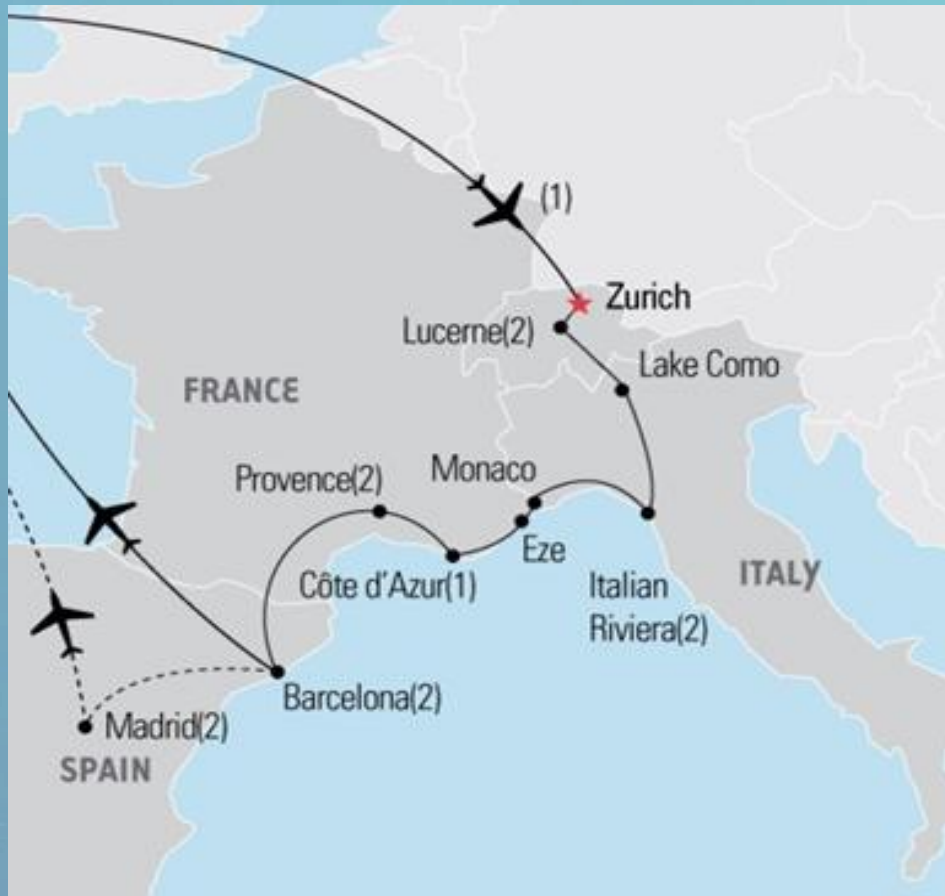 (1)
Zurich
Lucerne(2)
Lake Como
FRANCE
Monaco
Provence(2)
Eze
Côte d'Azur(1)
ITALY
Italian
Riviera(2)
Barcelona(2)
Madrid(2)
SPAIN